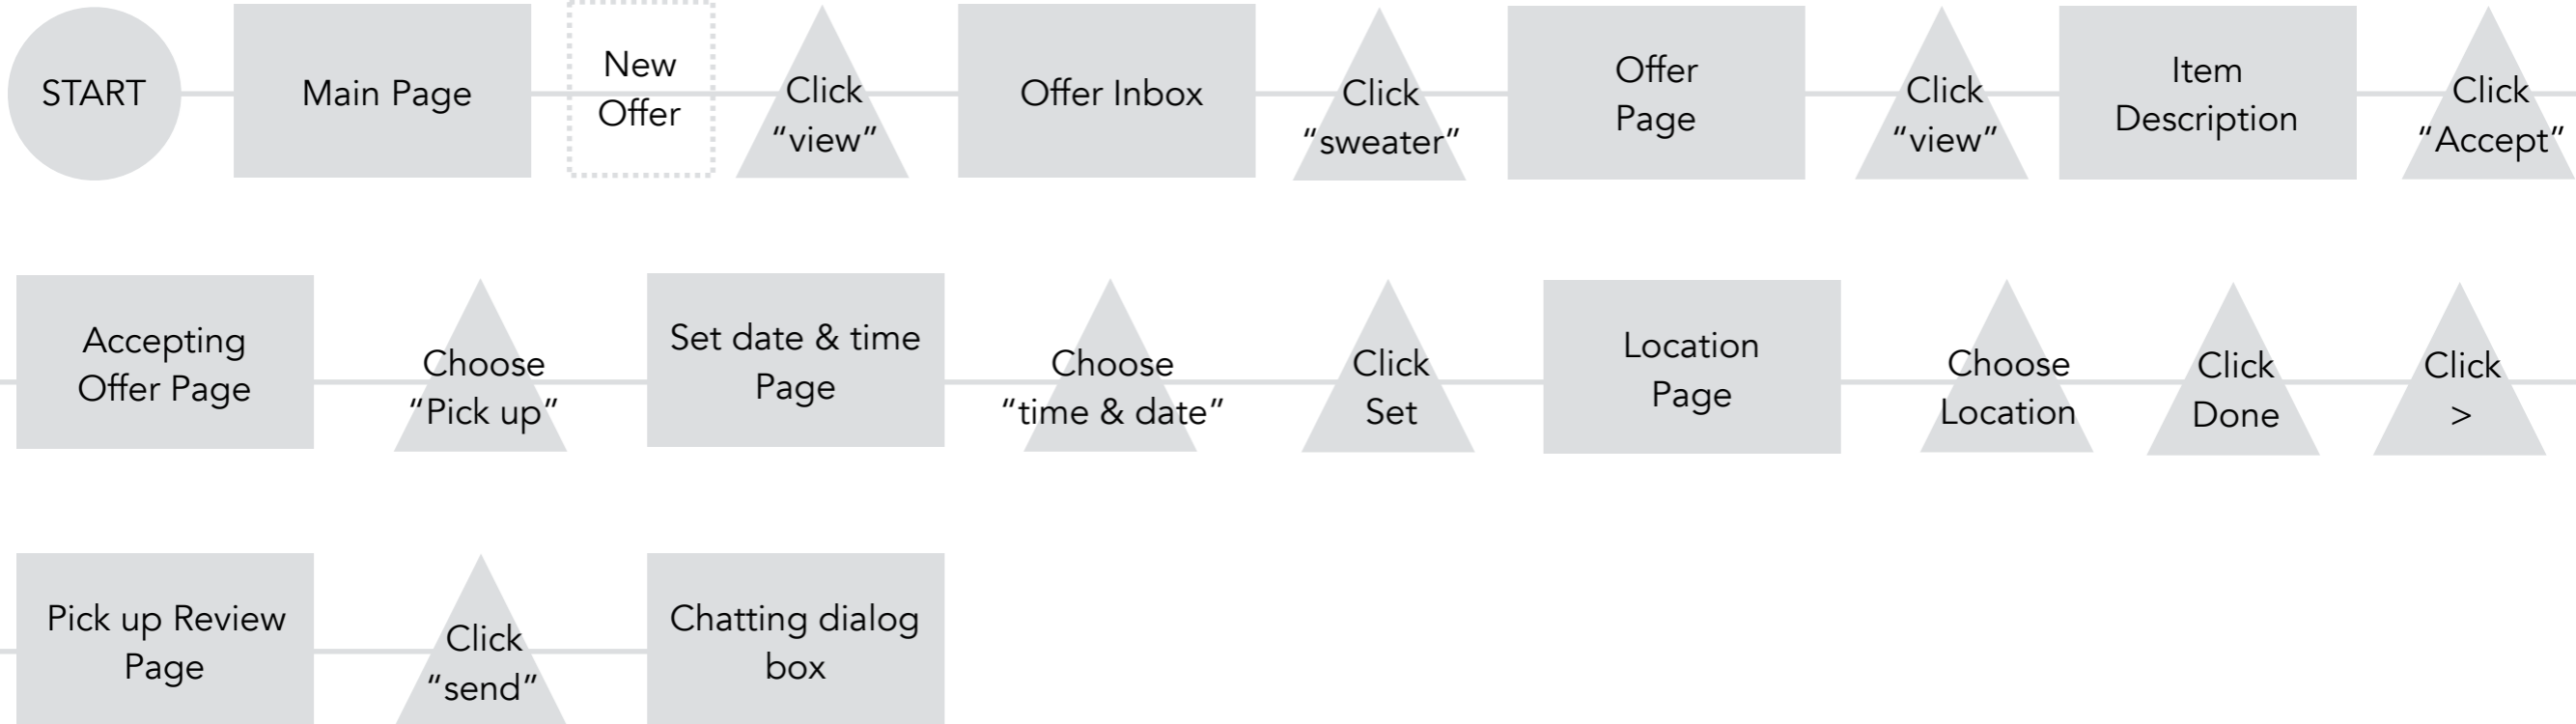 START
Main Page
New
Offer
Click
“view”
Offer Inbox
Click
“sweater”
Offer
Page
Click
“view”
Item
Description
Click
“Accept”
Accepting
Offer Page
Choose
“Pick up”
Set date & time
Page
Choose
“time & date”
Click
Set
Location
Page
Choose
Location
Click
Done
Click
>
Pick up Review
Page
Click
“send”
Chatting dialog
box